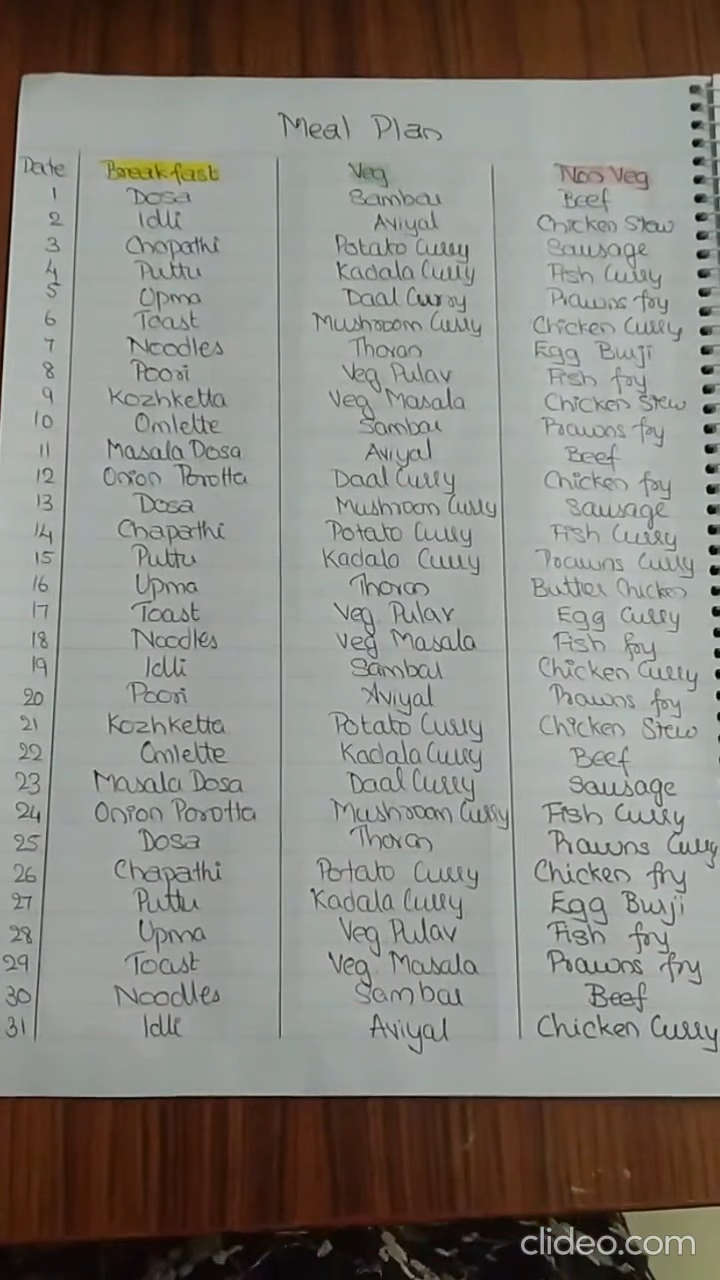 Meal Plan
Date Breakfast Veg Non Veg
1 Dosa Sambar Beef
2 Idli Aviyal Chicken Stew
3 Chapathi Potato Curry Sausage
4 Puttu Kadala Curry Fish Curry
5 Upma Daal Curry Prawns fry
6 Toast Mushroom Curry Chicken Curry
7 Noodles Thoran Egg Burji
8 Poori Veg Pulav Fish fry
9 Kozhketta Veg Masala Chicken Stew
10 Omlette Sambar Prawns fry
11 Masala Dosa Aviyal Beef
12 Onion Porotta Daal Curry Chicken fry
13 Dosa Mushroom Curry Sausage
14 Chapathi Potato Curry Fish Curry
15 Puttu Kadala Curry Prawns Curry
16 Upma Thoran Butter Chicken
17 Toast Veg Pulav Egg Curry
18 Noodles Veg Masala Fish fry
19 Idli Sambar Chicken Curry
20 Poori Aviyal Prawns fry
21 Kozhketta Potato Curry Chicken Stew
22 Omlette Kadala Curry Beef
23 Masala Dosa Daal Curry Sausage
24 Onion Porotta Mushroom Curry Fish Curry
25 Dosa Thoran Prawns Curry
26 Chapathi Potato Curry Chicken fry
27 Puttu Kadala Curry Egg Burji
28 Upma Veg Pulav Fish fry
29 Toast Veg Masala Prawns fry
30 Noodles Sambar Beef
31 Idli Aviyal Chicken Curry
clideo.com